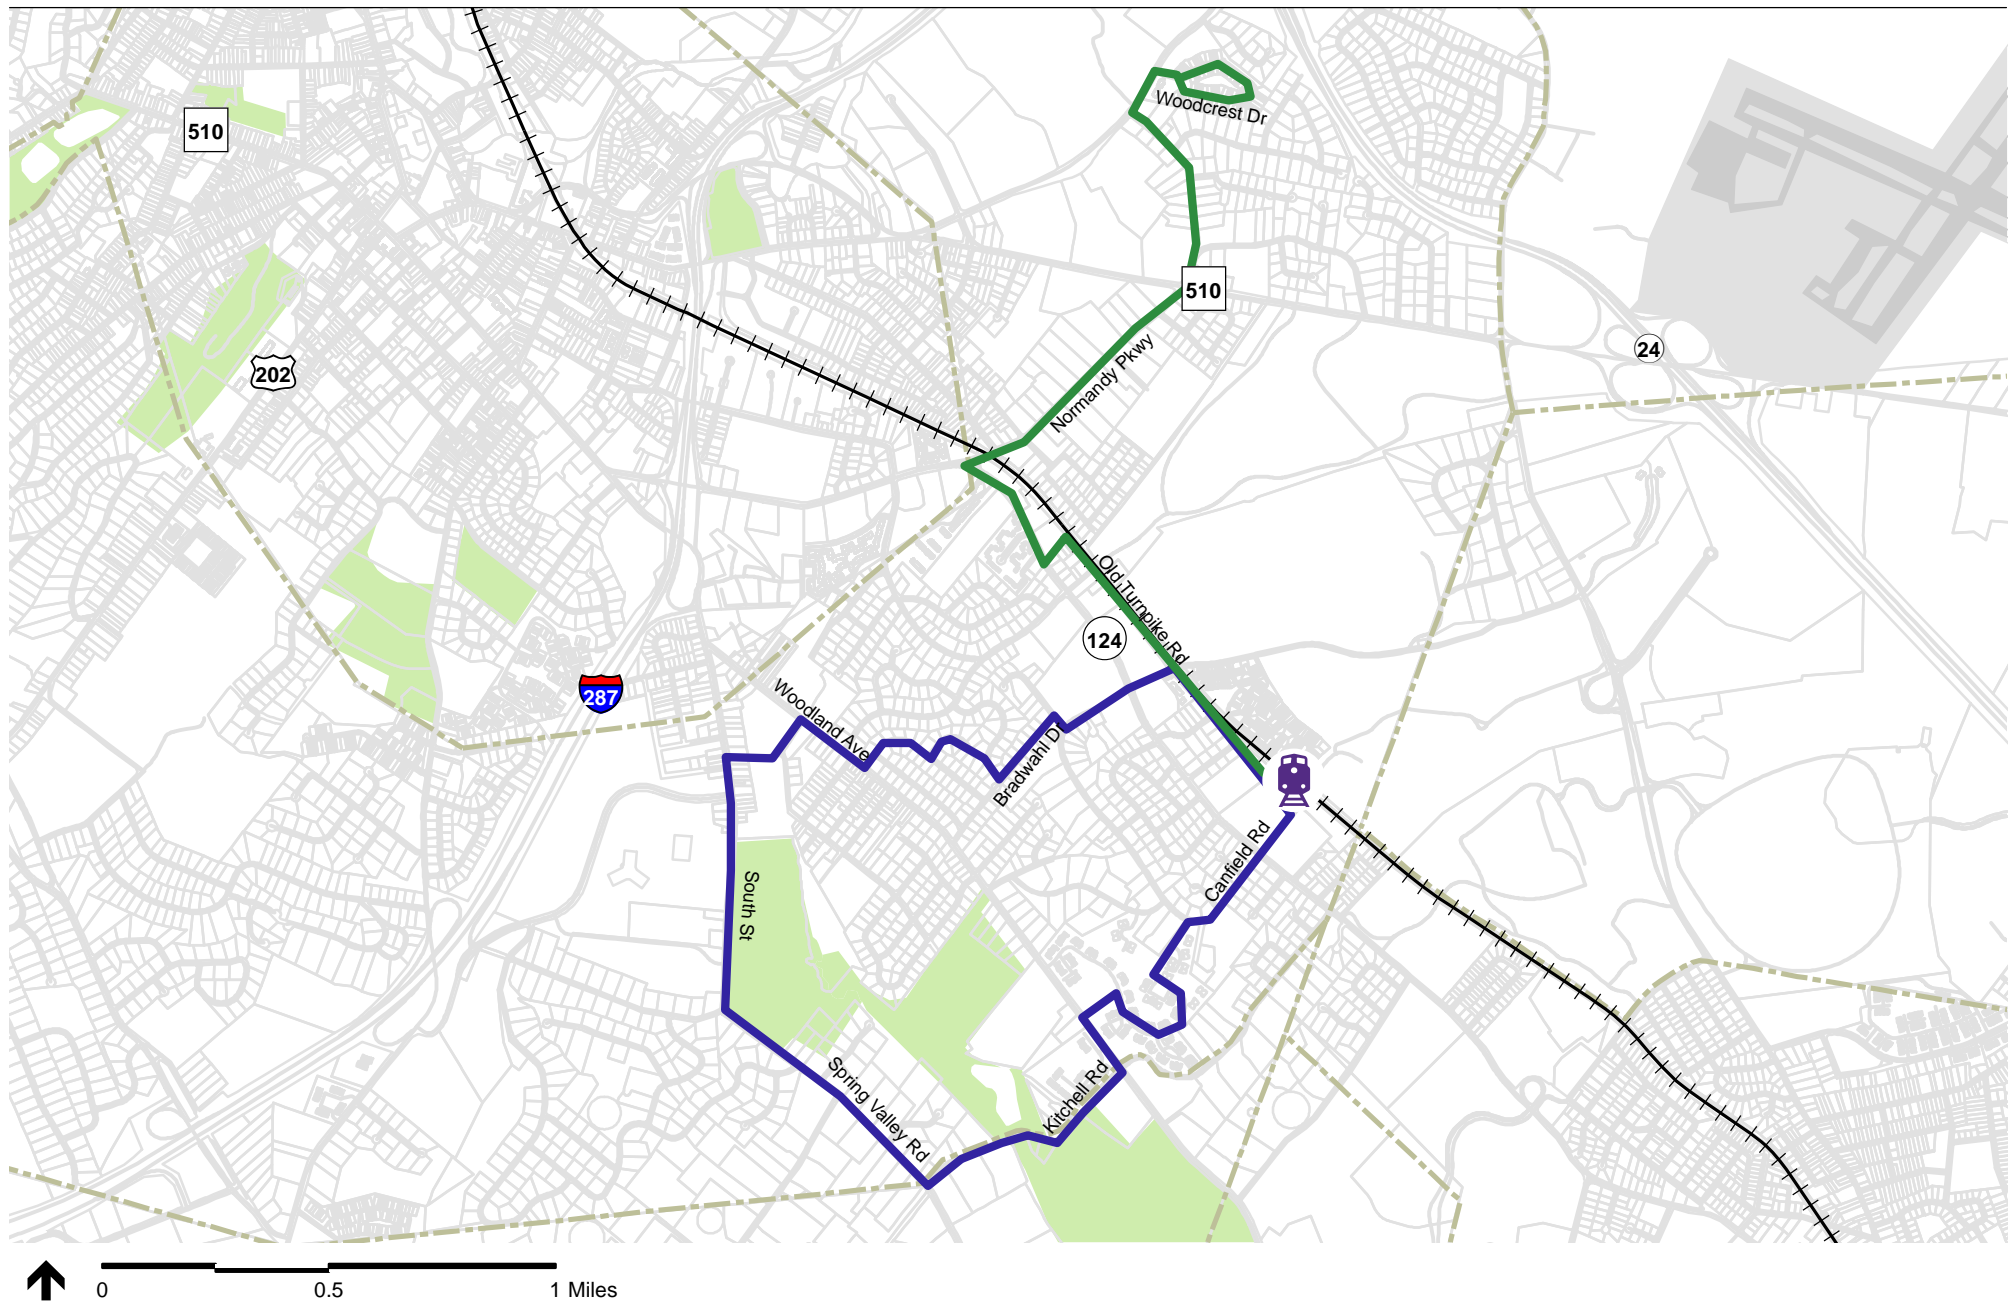 Woodcrest Dr
510
510
24
202
Normandy Pkwy
Old Turnpike Rd
124
287
Woodland Ave
Bradwahl Dr
Canfield Rd
South St
Spring Valley Rd
Kitchell Rd
0
0.5
1 Miles